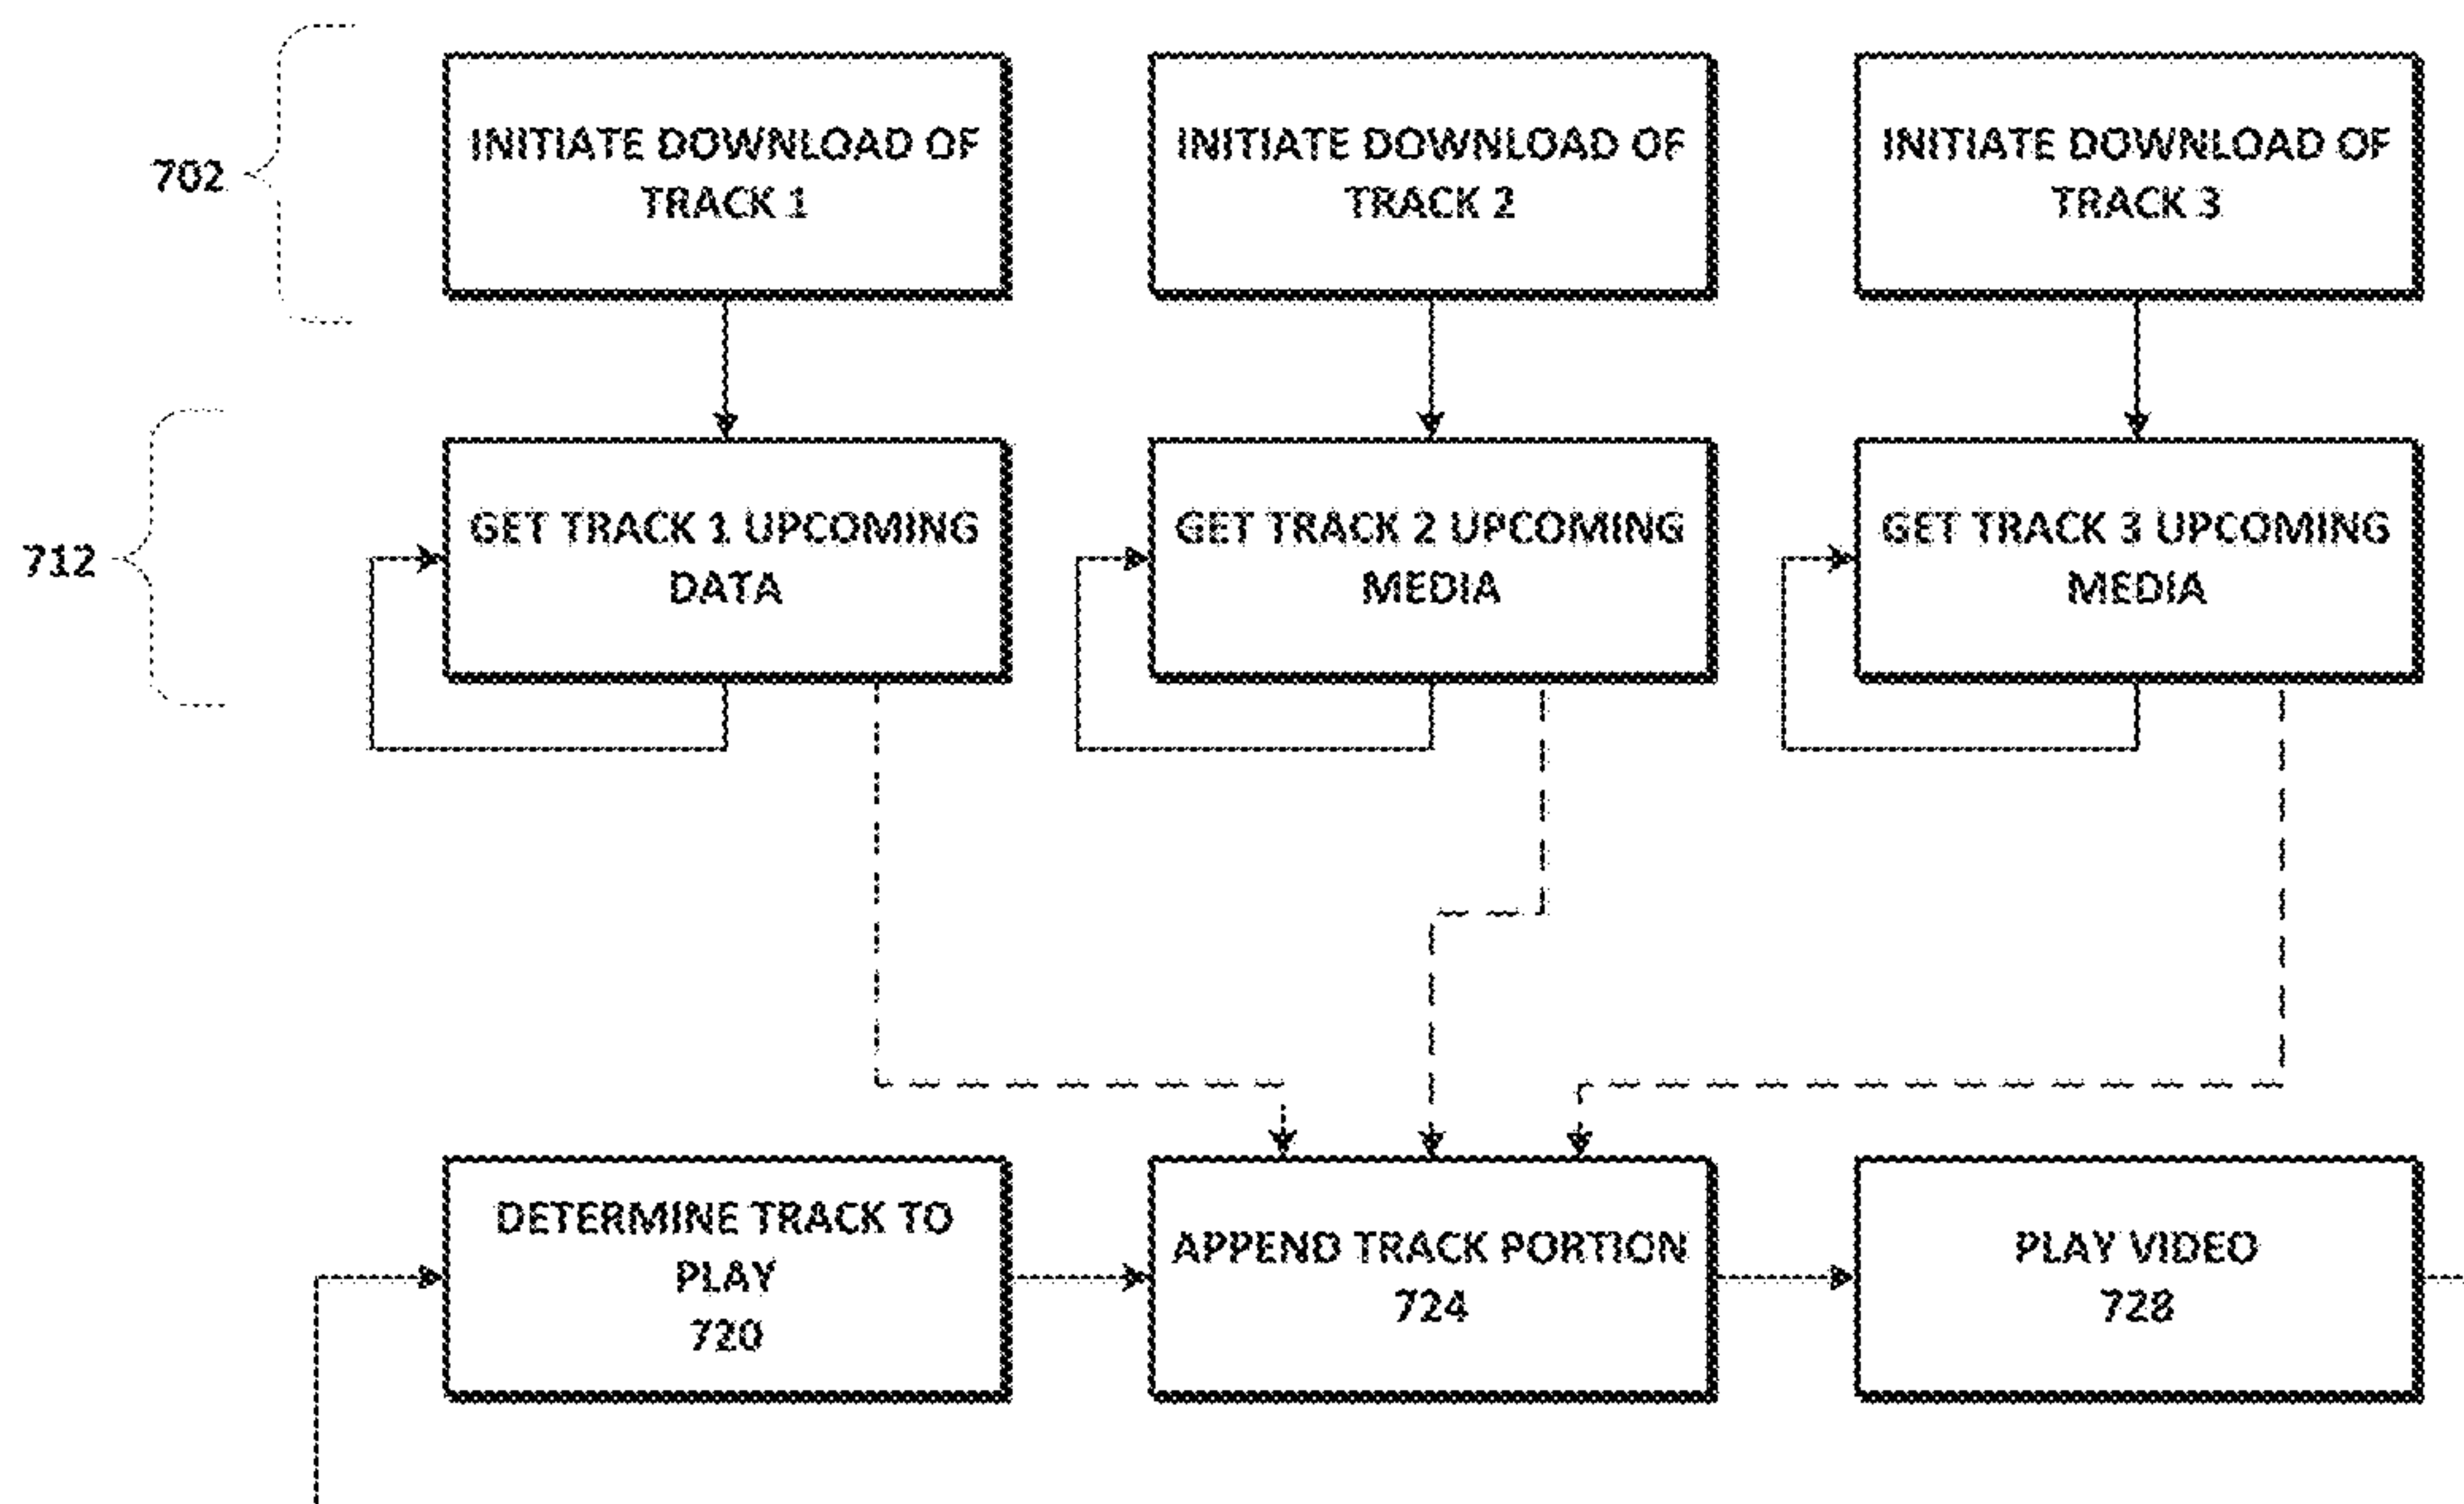 702
INITIATE DOWNLOAD OF
TRACK 1
INITIATE DOWNLOAD OF
TRACK 2
INITIATE DOWNLOAD OF
TRACK 3
712
GET TRACK 1 UPCOMING
DATA
GET TRACK 2 UPCOMING
MEDIA
GET TRACK 3 UPCOMING
MEDIA
DETERMINE TRACK TO
PLAY
720
APPEND TRACK PORTION
724
PLAY VIDEO
728